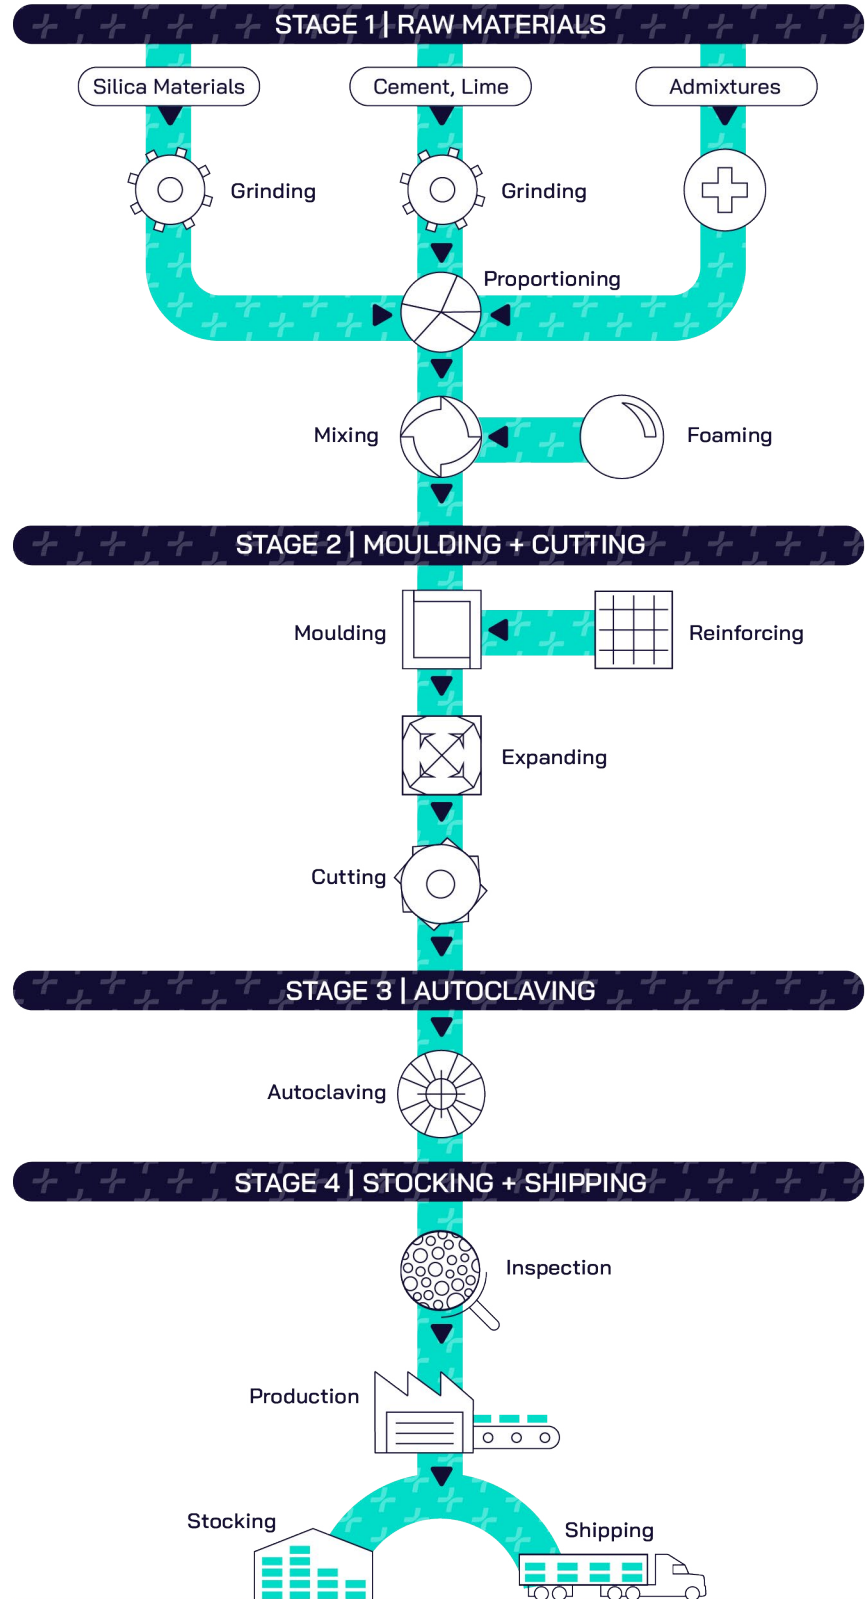 STAGE 1 | RAW MATERIALS
Silica Materials
Cement, Lime
Admixtures
Grinding
Grinding
Proportioning
Mixing
Foaming
STAGE 2 | MOULDING + CUTTING
Moulding
Reinforcing
Expanding
Cutting
STAGE 3 | AUTOCLAVING
Autoclaving
STAGE 4 | STOCKING + SHIPPING
Inspection
Production
Stocking
Shipping